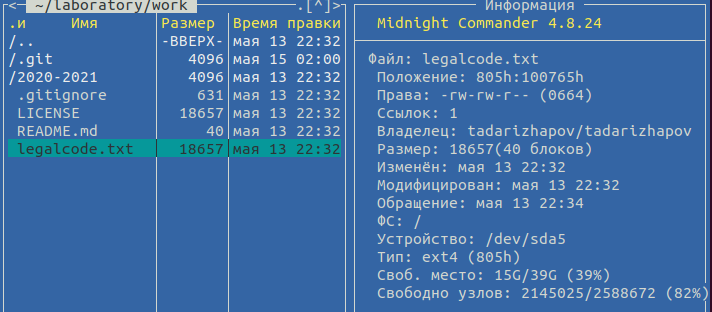 <─ ~/laboratory/work ─.[^]>
.и Имя Размер Время правки
/.. -ВВЕРХ- мая 13 22:32
/.git 4096 мая 15 02:00
/2020-2021 4096 мая 13 22:32
.gitignore 631 мая 13 22:32
LICENSE 18657 мая 13 22:32
README.md 40 мая 13 22:32
legalcode.txt 18657 мая 13 22:32
Информация
Midnight Commander 4.8.24
Файл: legalcode.txt
Положение: 805h:100765h
Права: -rw-rw-r-- (0664)
Ссылок: 1
Владелец: tadarizhapov/tadarizhapov
Размер: 18657(40 блоков)
Изменён: мая 13 22:32
Модифицирован: мая 13 22:32
Обращение: мая 13 22:34
ФС: /
Устройство: /dev/sda5
Тип: ext4 (805h)
Своб. место: 15G/39G (39%)
Свободно узлов: 2145025/2588672 (82%)